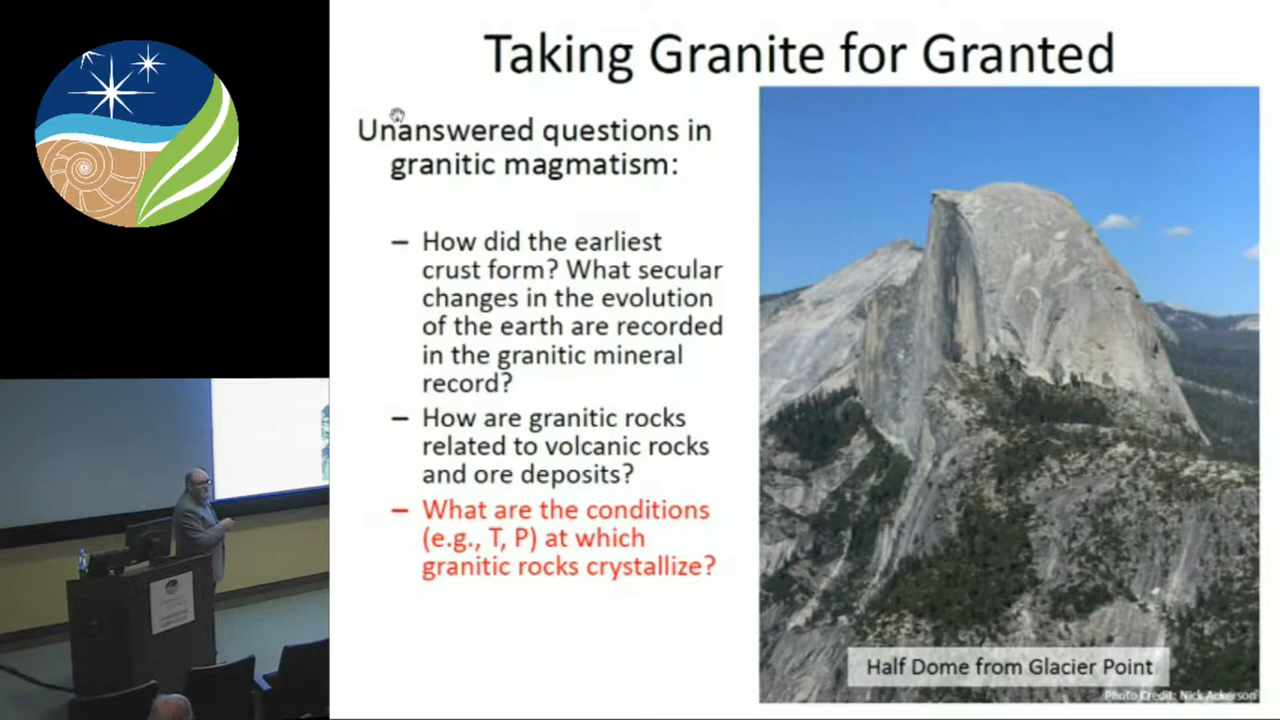 Taking Granite for Granted
Unanswered questions in
granitic magmatism:
– How did the earliest
crust form? What secular
changes in the evolution
of the earth are recorded
in the granitic mineral
record?
– How are granitic rocks
related to volcanic rocks
and ore deposits?
– What are the conditions
(e.g., T, P) at which
granitic rocks crystallize?
Half Dome from Glacier Point
Photo Credit: Nick Ackerson